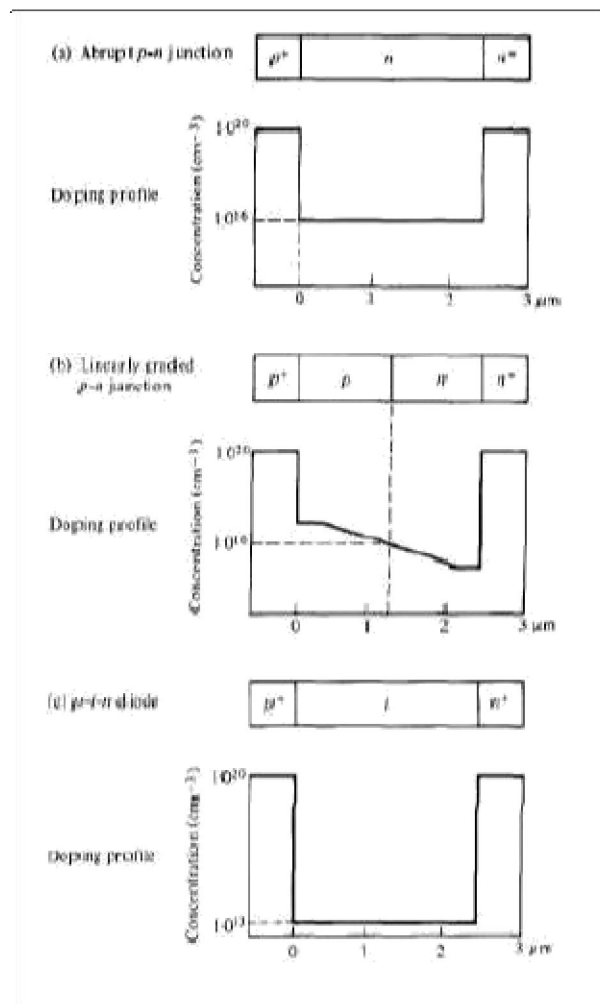 (a) Abrupt p-n junction
p+ n n+
Concentration (cm−3)
10²⁰
Doping profile
10¹⁶
0 1 2 3 μm
(b) Linearly graded
p-n junction
p+ p n n+
Concentration (cm−3)
10²⁰
Doping profile
10¹⁶
0 1 2 3 μm
(c) p-i-n diode
p+ i n+
Concentration (cm−3)
10²⁰
Doping profile
10¹³
0 1 2 3 μm